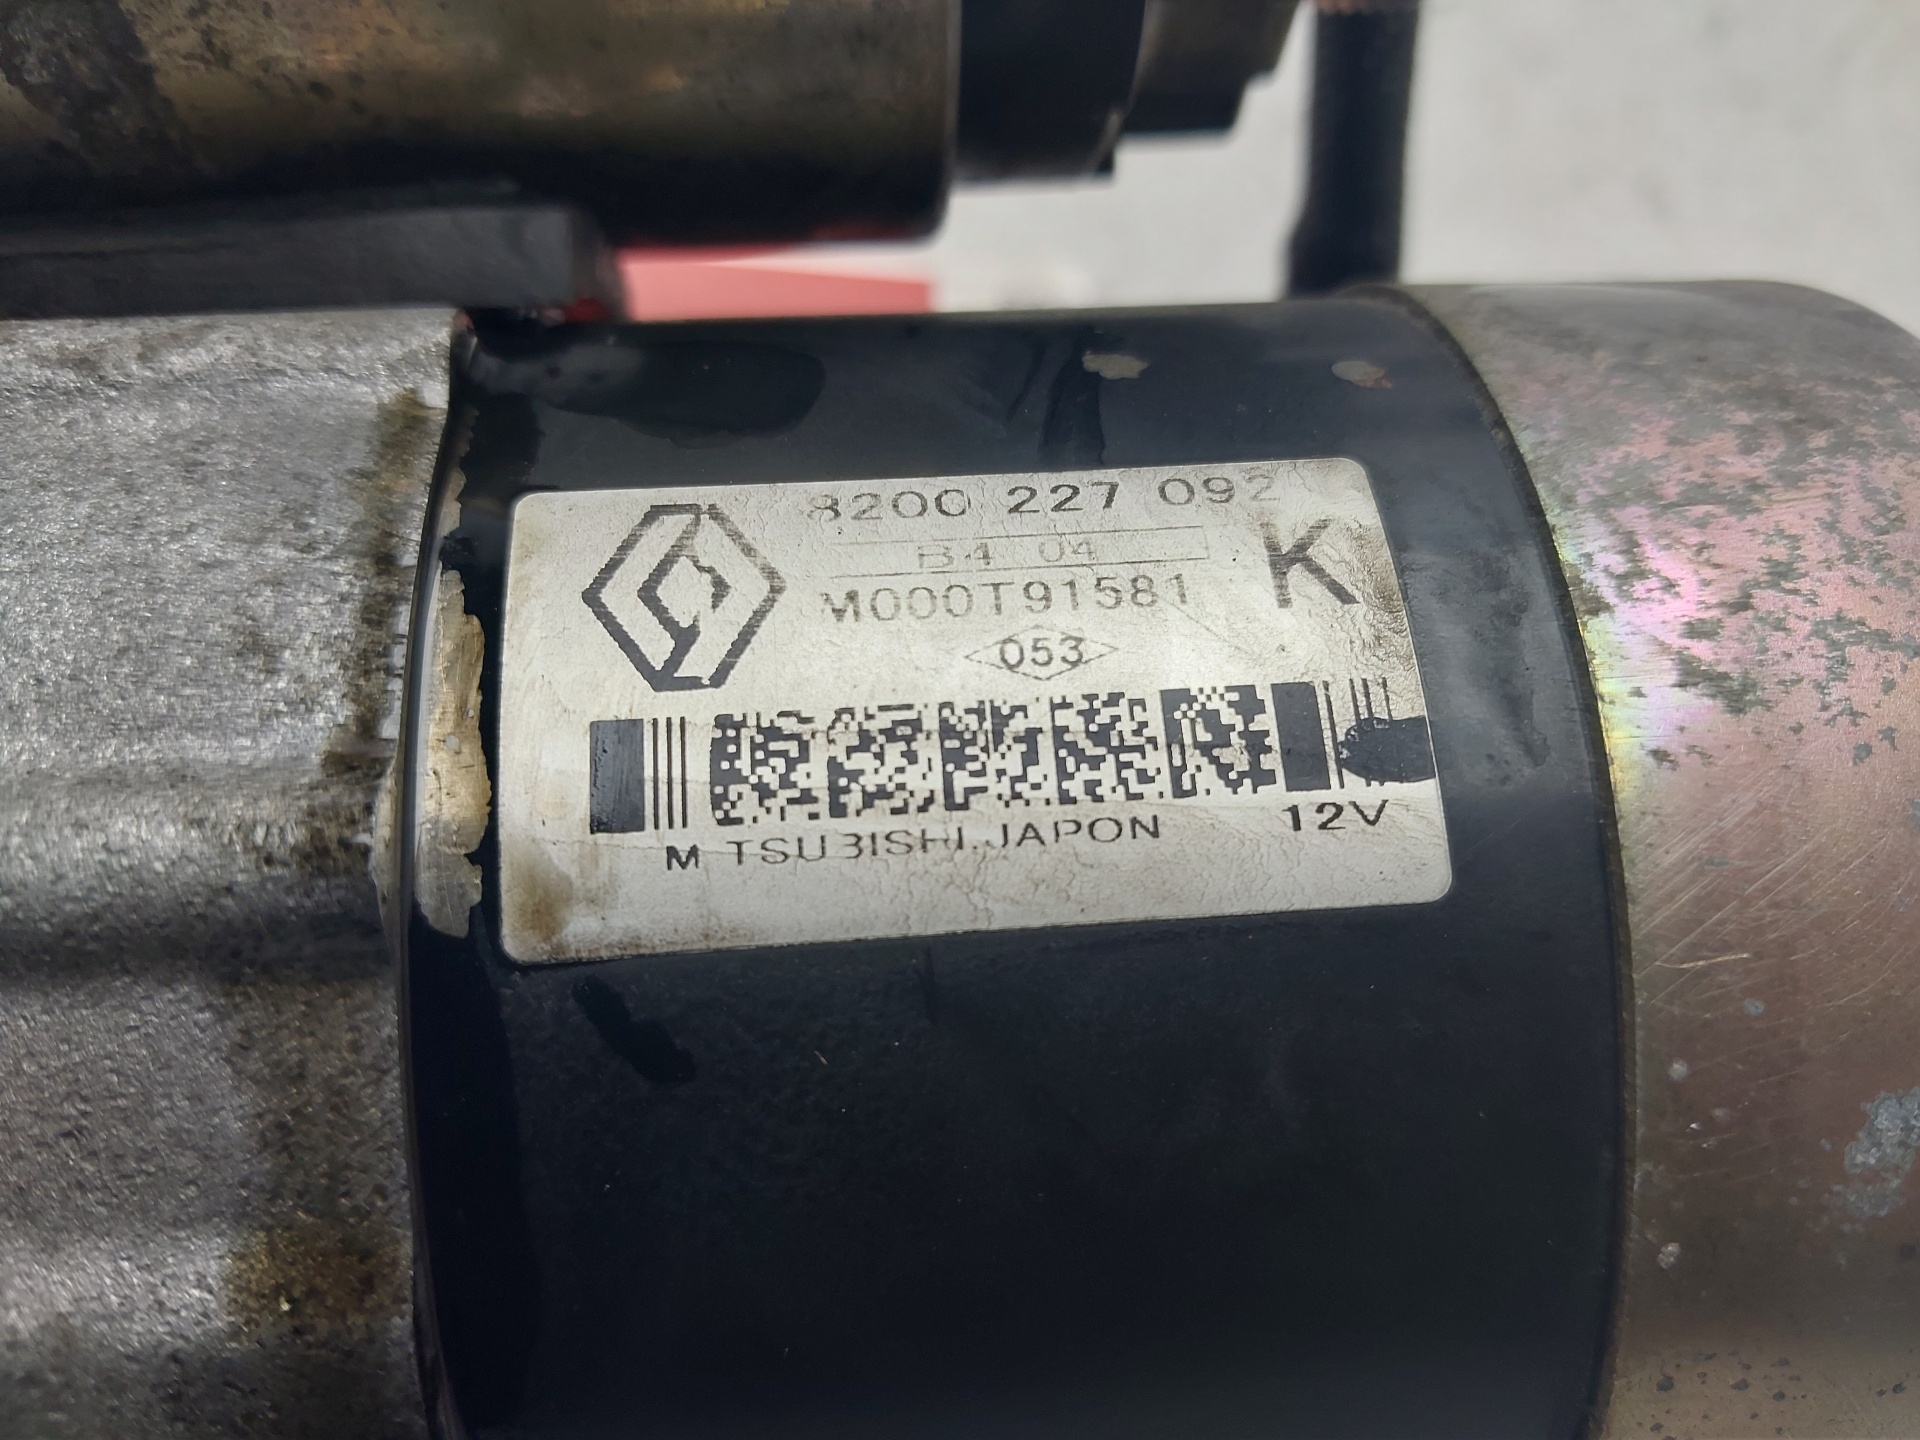 8200 227 092
B4 04
K
M000T91581
053
M TSUBISHI.JAPON
12V